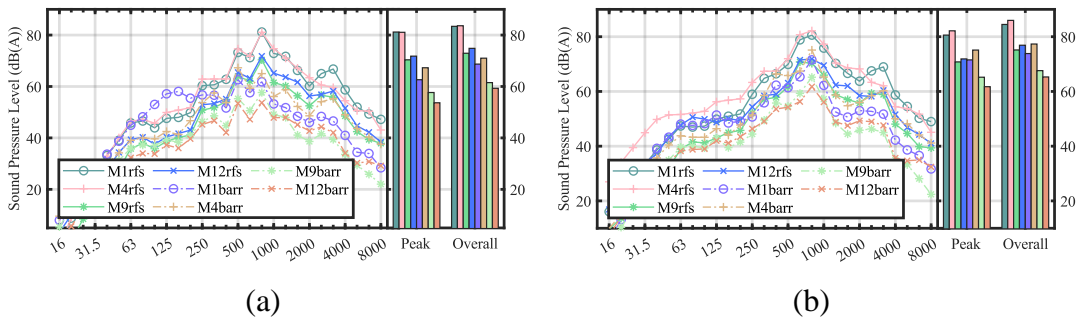 Sound Pressure Level (dB(A))
80
60
40
20
M1rfs
M4rfs
M9rfs
M12rfs
M1barr
M4barr
M9barr
M12barr
16
31.5
63
125
250
500
1000
2000
4000
8000
80
60
40
20
Peak
Overall
(a)
Sound Pressure Level (dB(A))
80
60
40
20
M1rfs
M4rfs
M9rfs
M12rfs
M1barr
M4barr
M9barr
M12barr
16
31.5
63
125
250
500
1000
2000
4000
8000
80
60
40
20
Peak
Overall
(b)